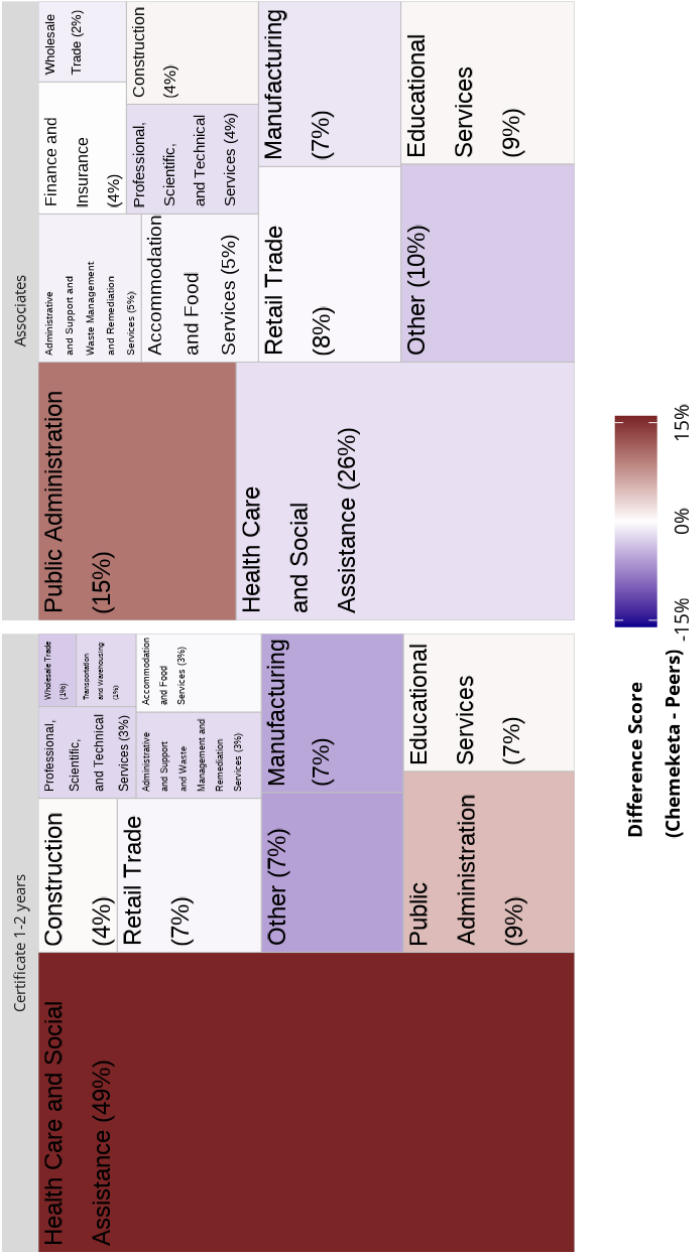 Certificate 1-2 years
Health Care and Social
Assistance (49%)
Construction
(4%)
Retail Trade
(7%)
Other (7%)
Public
Administration
(9%)
Professional,
Scientific,
and Technical
Services (3%)
Wholesale Trade
(1%)
Transportation
and Warehousing
(1%)
Administrative
and Support
and Waste
Management and
Remediation
Services (3%)
Accommodation
and Food
Services (3%)
Manufacturing
(7%)
Educational
Services
(7%)
Associates
Public Administration
(15%)
Health Care
and Social
Assistance (26%)
Administrative
and Support and
Waste Management
and Remediation
Services (5%)
Accommodation
and Food
Services (5%)
Finance and
Insurance
(4%)
Wholesale
Trade (2%)
Professional,
Scientific,
and Technical
Services (4%)
Construction
(4%)
Retail Trade
(8%)
Manufacturing
(7%)
Other (10%)
Educational
Services
(9%)
Difference Score
(Chemeketa - Peers)
-15%
0%
15%